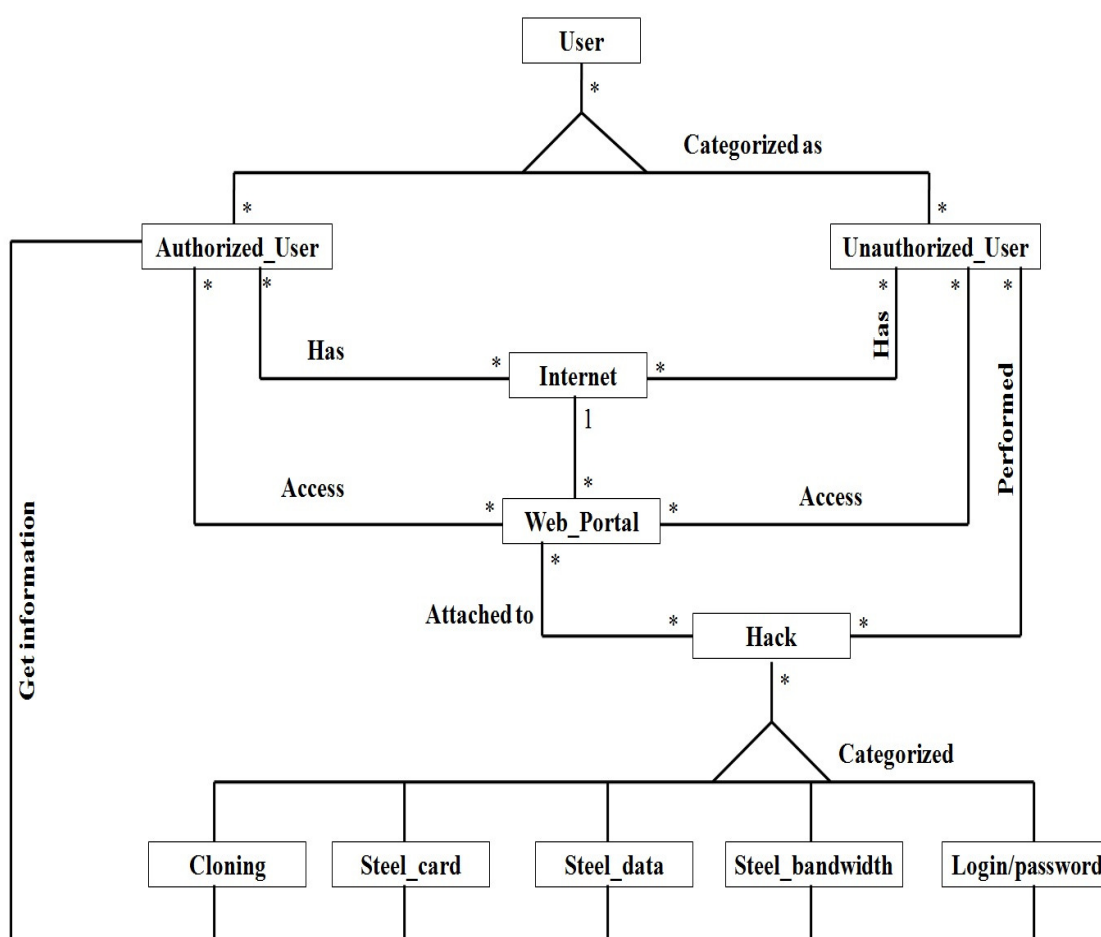 User
*
Categorized as
* *
Authorized_User Unauthorized_User
* * * * *
Has Has
* Internet *
1
Performed
*
Access Access
* Web_Portal *
*
Get information
Attached to
* Hack *
*
Categorized
Cloning Steel_card Steel_data Steel_bandwidth Login/password